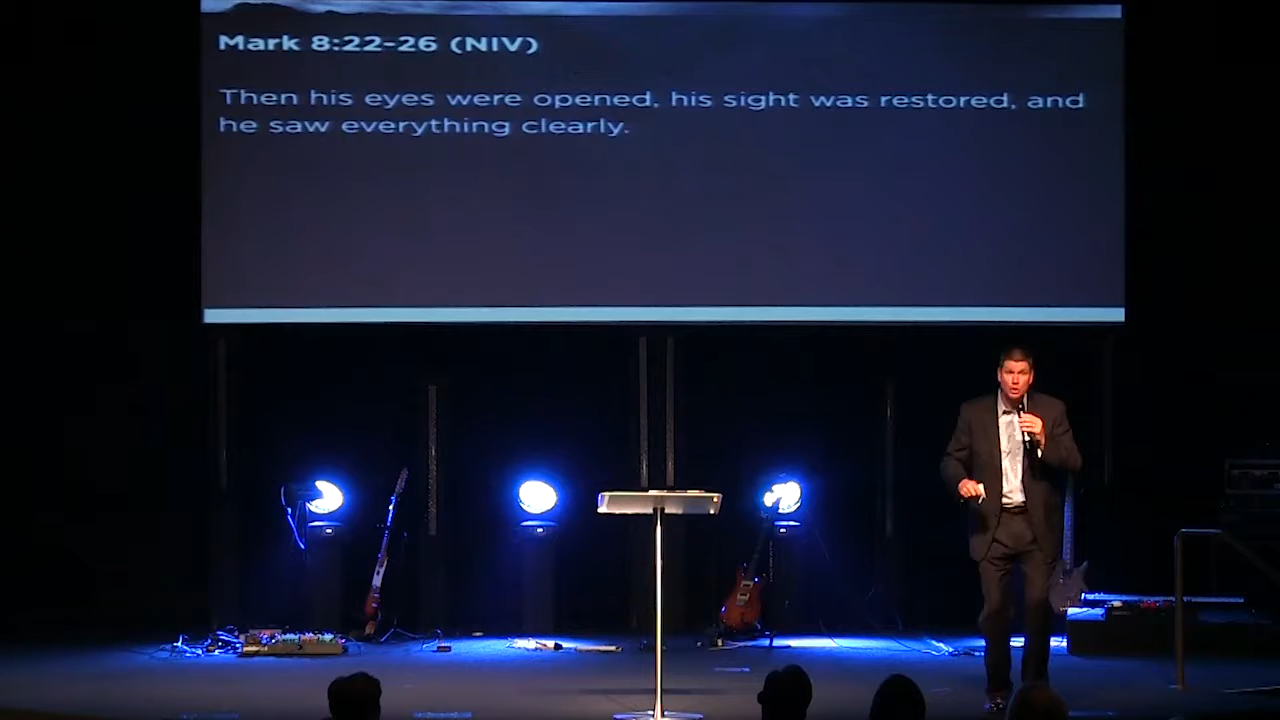 Mark 8:22-26 (NIV)
Then his eyes were opened, his sight was restored, and
he saw everything clearly.